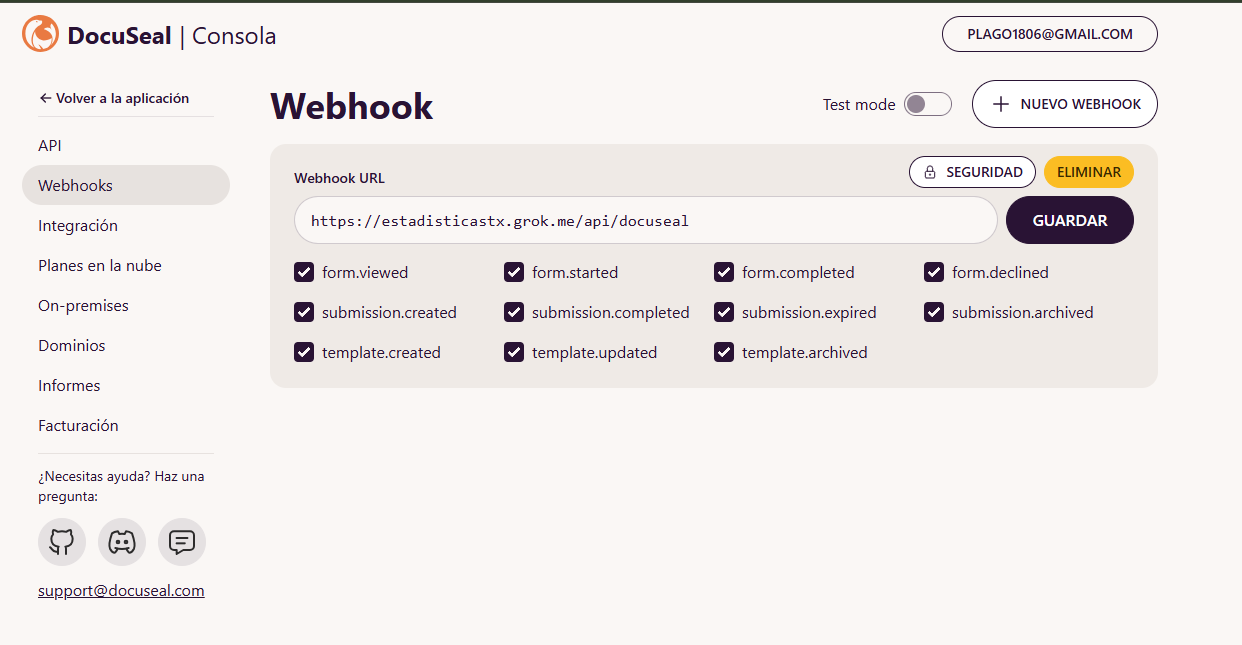 DocuSeal | Consola
PLAGO1806@GMAIL.COM
← Volver a la aplicación
API
Webhooks
Integración
Planes en la nube
On-premises
Dominios
Informes
Facturación
¿Necesitas ayuda? Haz una
pregunta:
support@docuseal.com
Webhook
Test mode
+ NUEVO WEBHOOK
Webhook URL
SEGURIDAD
ELIMINAR
https://estadisticastx.grok.me/api/docuseal
GUARDAR
form.viewed form.started form.completed form.declined
submission.created submission.completed submission.expired submission.archived
template.created template.updated template.archived